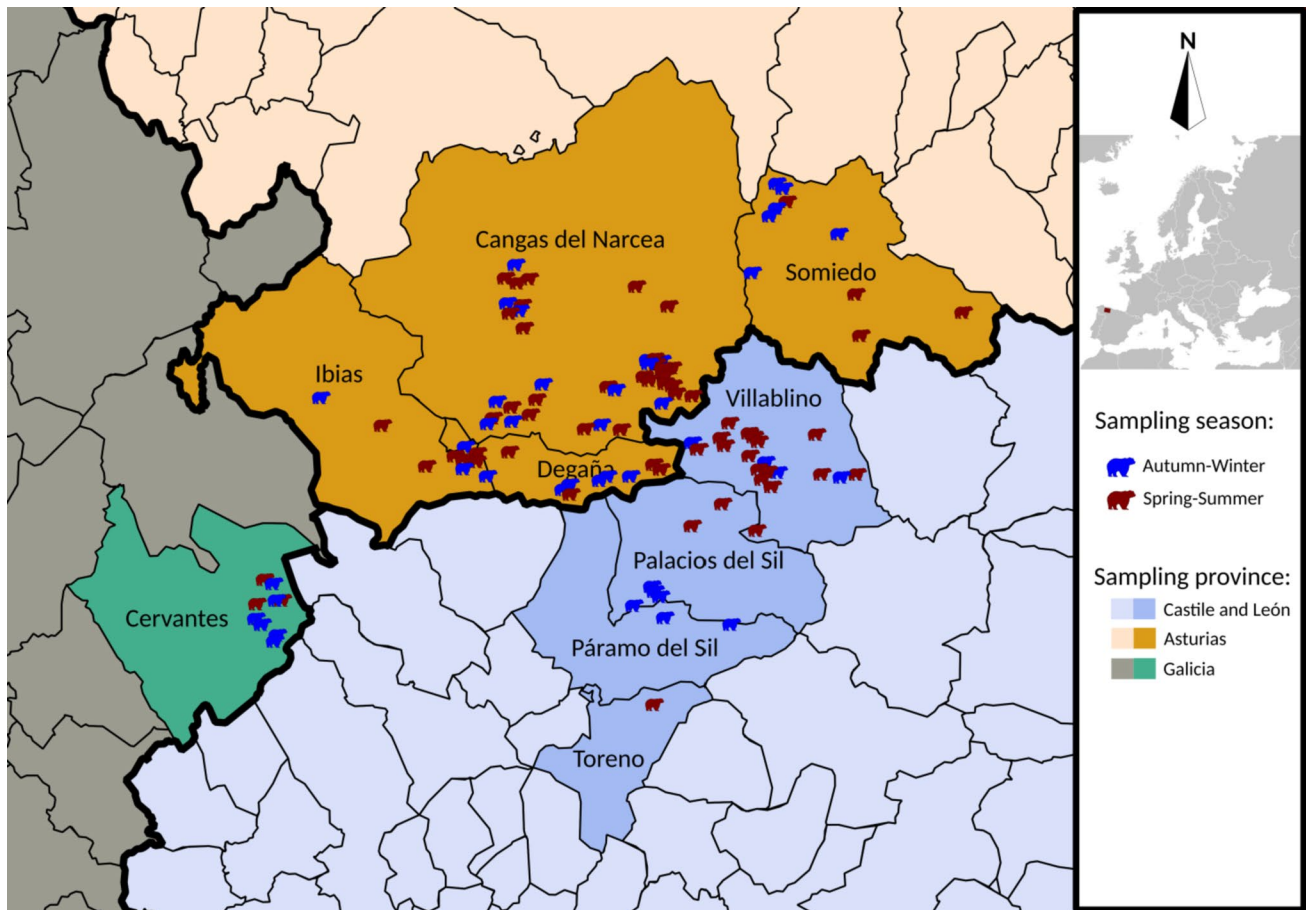 N
Cangas del Narcea
Somiedo
Ibias
Villablino
Degaña
Palacios del Sil
Cervantes
Páramo del Sil
Toreno
Sampling season:
Autumn-Winter
Spring-Summer
Sampling province:
Castile and León
Asturias
Galicia